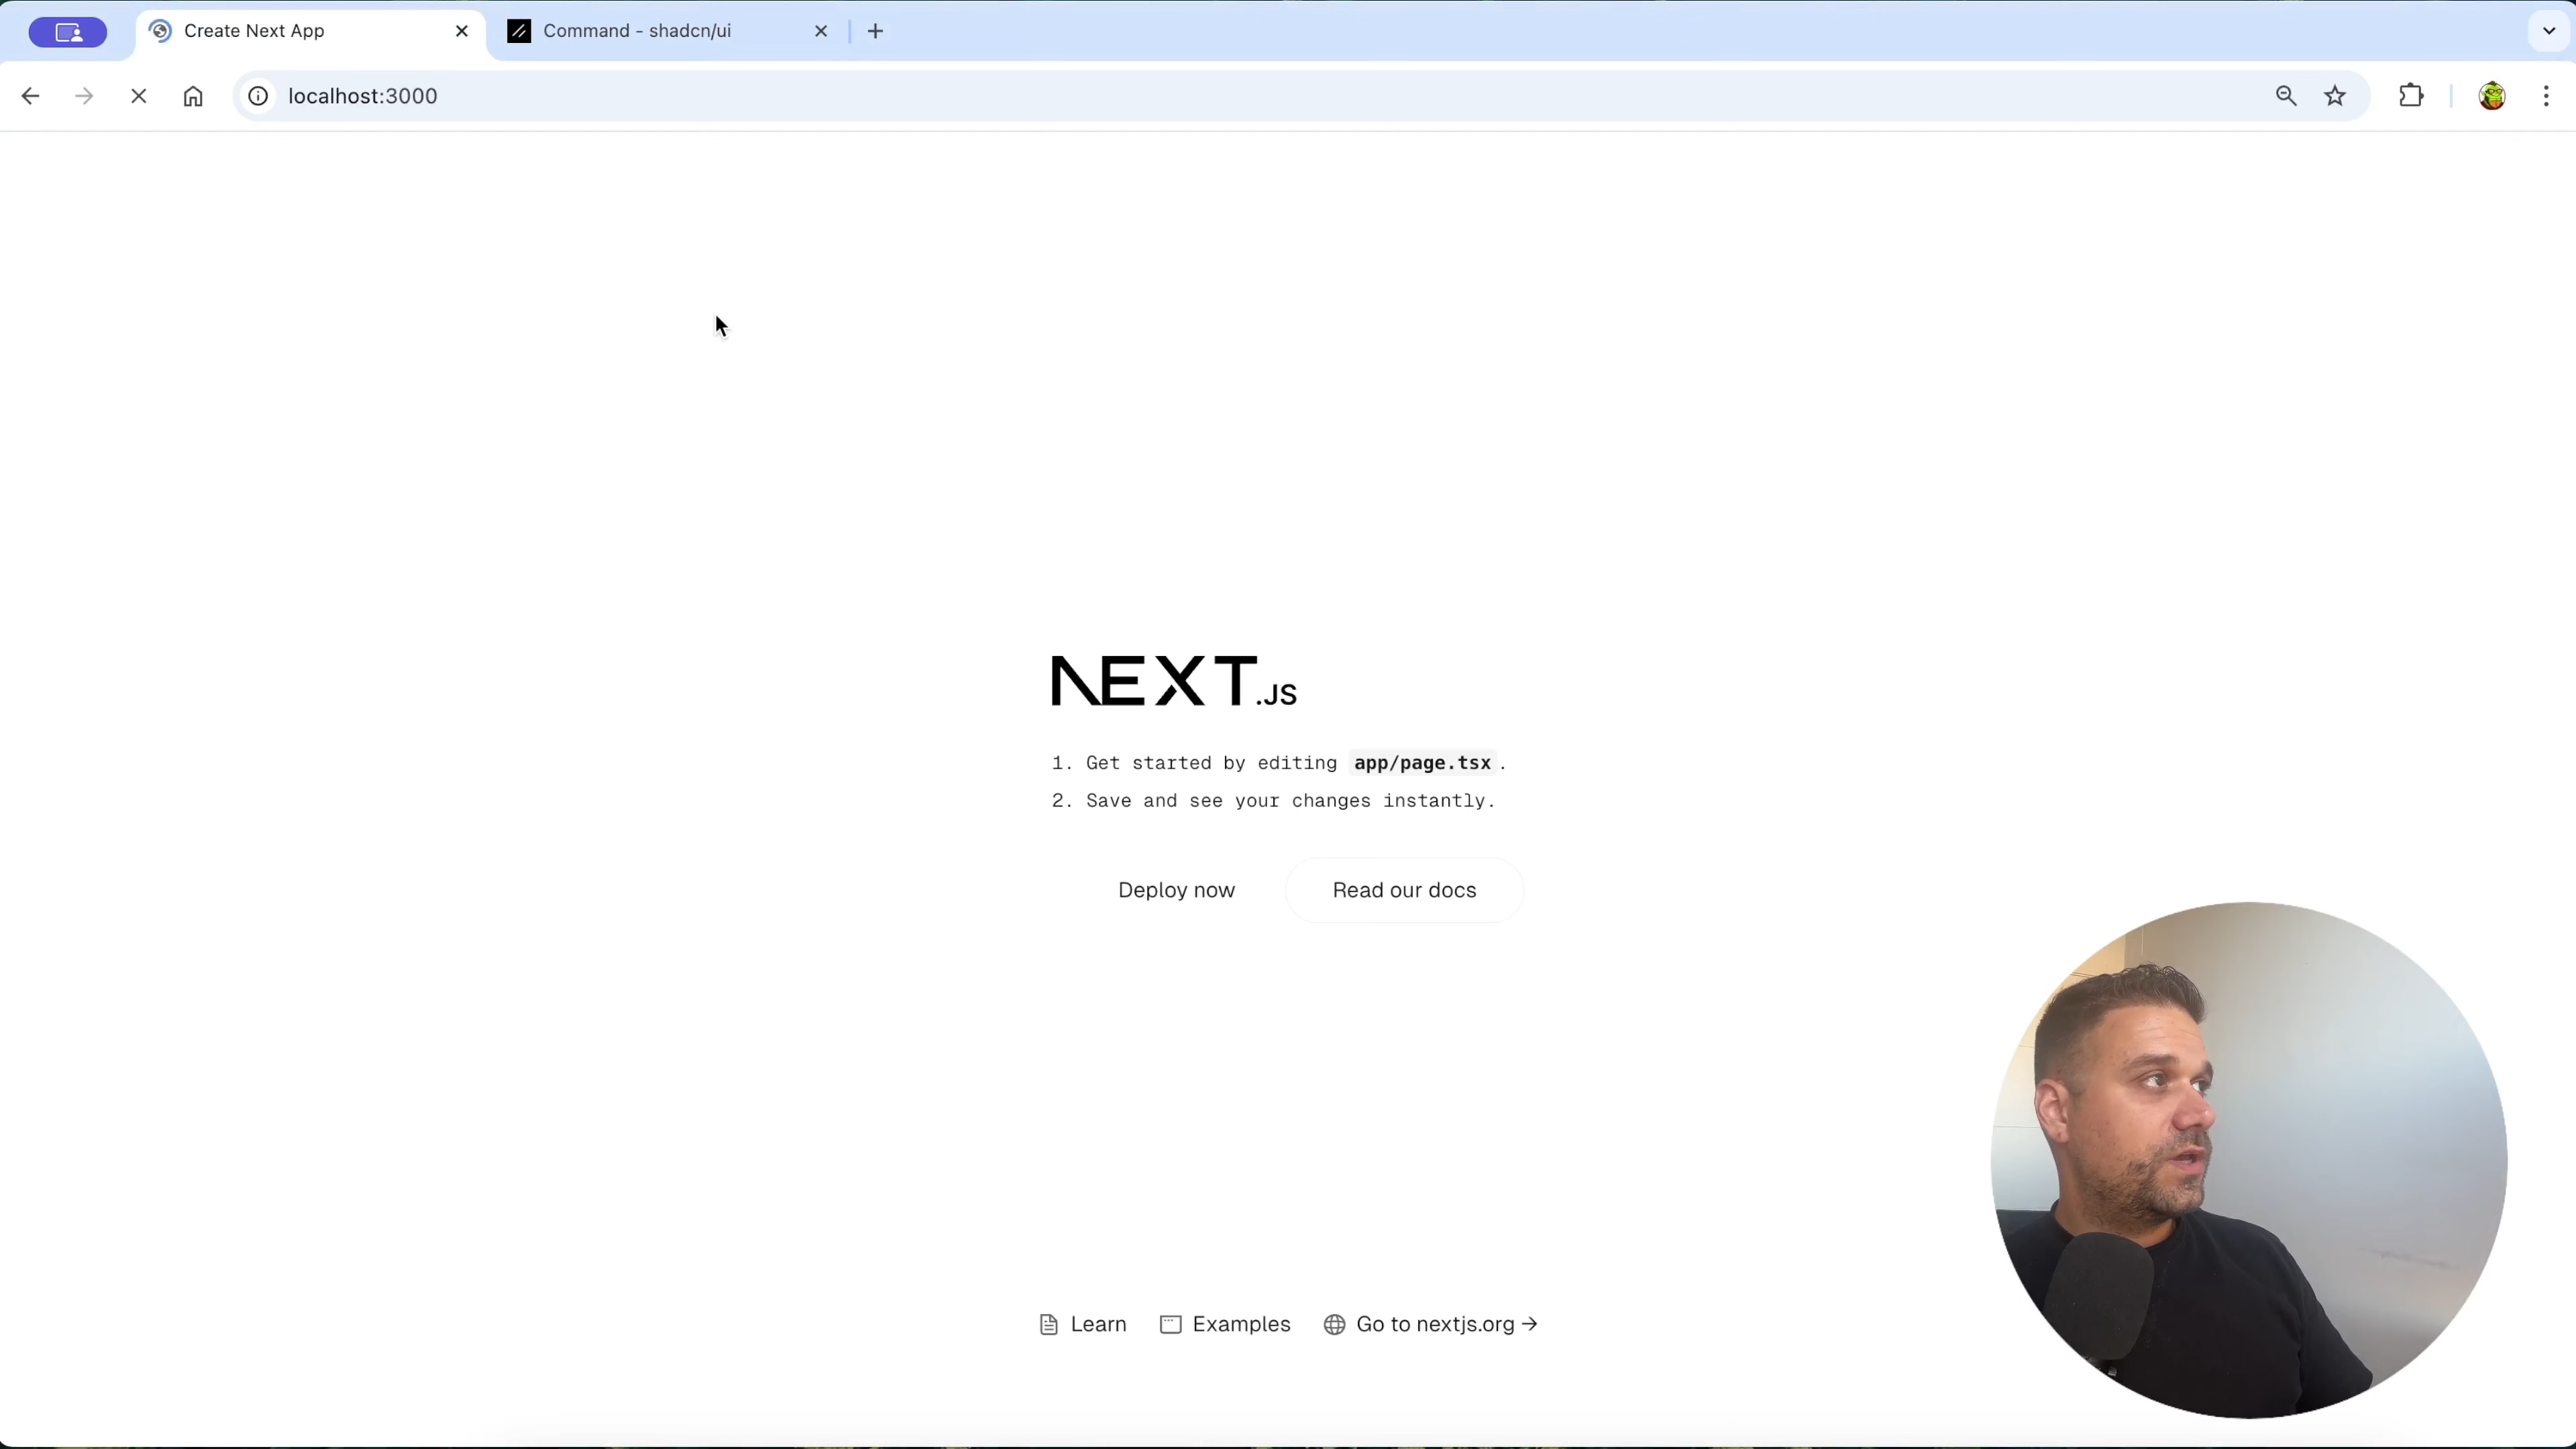 Create Next App
Command - shadcn/ui
localhost:3000
NEXT.JS
1. Get started by editing app/page.tsx.
2. Save and see your changes instantly.
Deploy now
Read our docs
Learn
Examples
Go to nextjs.org →